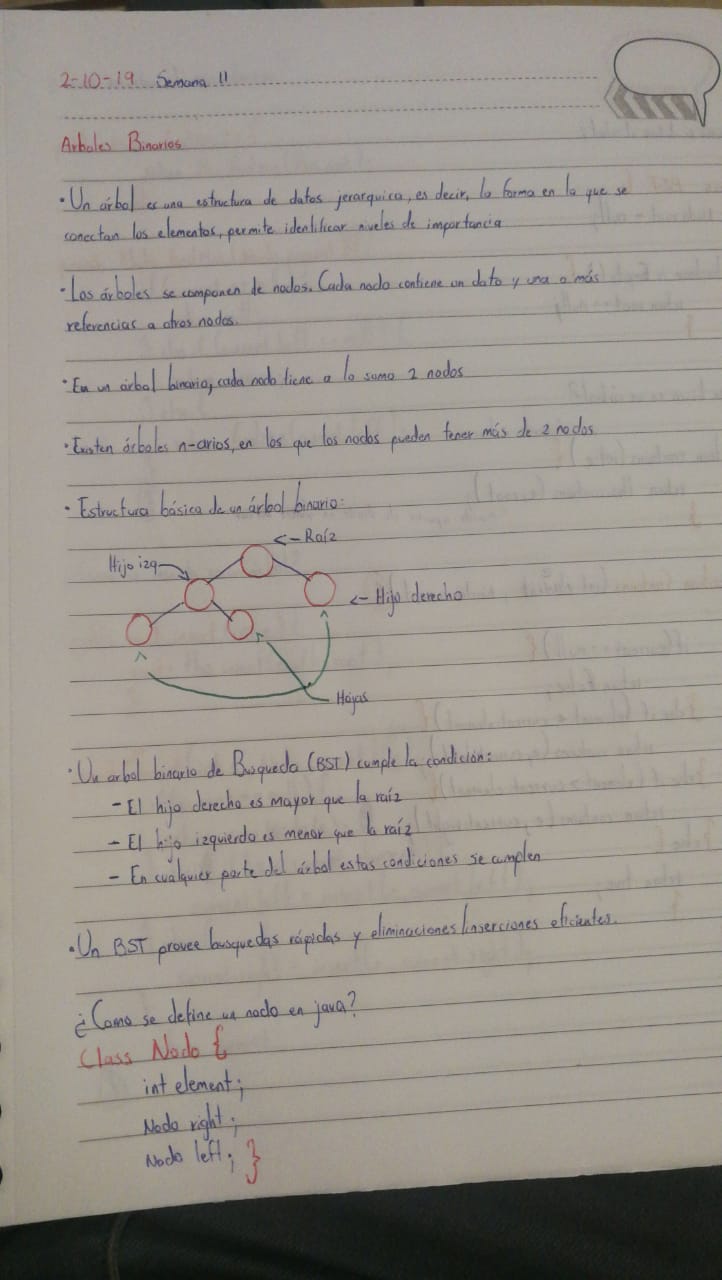 2-10-19 Semana 11
Arboles Binarios
• Un árbol es una estructura de datos jerarquica, es decir, la forma en la que se
conectan los elementos, permite identificar niveles de importancia
• Los árboles se componen de nodos. Cada nodo contiene un dato y una o más
referencias a otros nodos.
• En un árbol binario, cada nodo tiene a lo sumo 2 nodos
• Existen árboles n-arios, en los que los nodos pueden tener más de 2 nodos
• Estructura básica de un árbol binario:
<- Raíz
Hijo izq
<- Hijo derecho
Hojas
• Un arbol binario de Busqueda (BST) cumple la condición:
- El hijo derecho es mayor que la raíz
- El hijo izquierdo es menor que la raíz
- En cualquier parte del árbol estas condiciones se cumplen
• Un BST provee busquedas rápidas y eliminaciones/inserciones eficientes.
¿Como se define un nodo en java?
Class Nodo {
int element;
Nodo right;
Nodo left; }